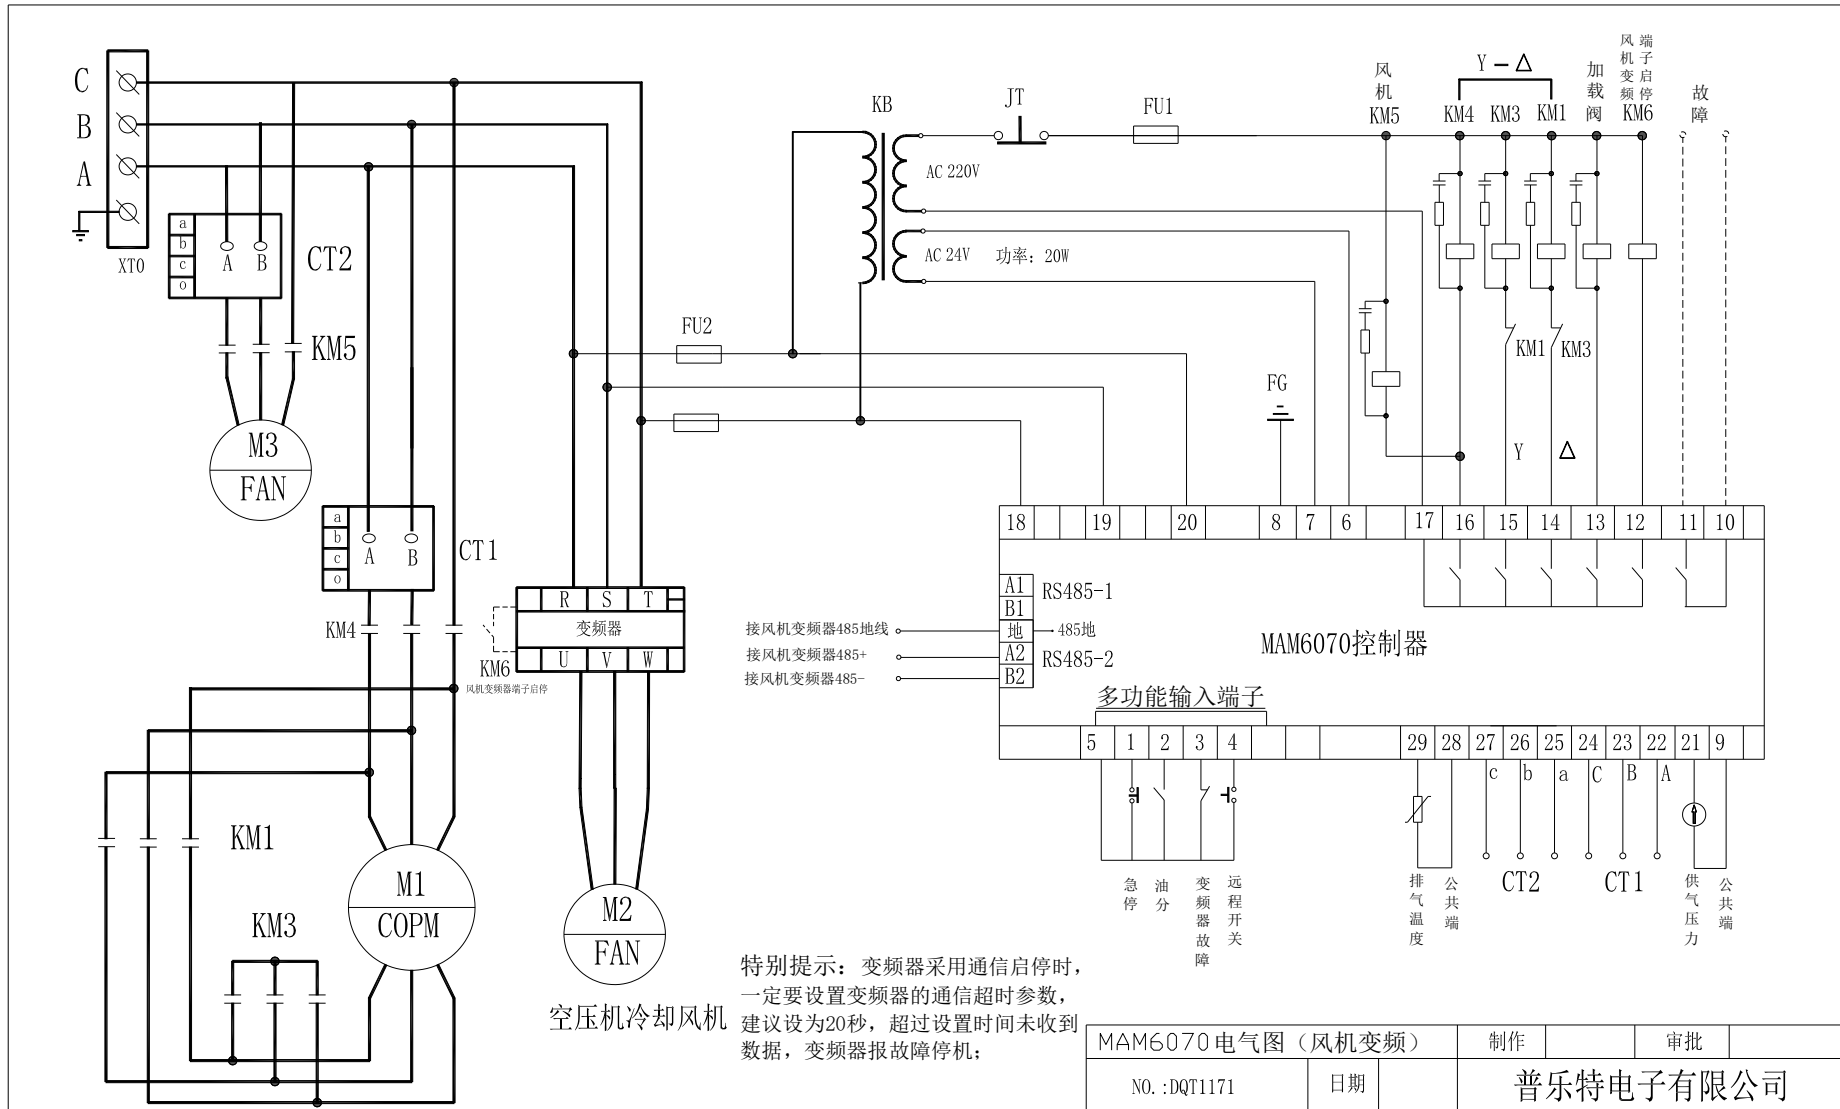 C
B
A
XT0
a
b
c
o
A
B
CT2
KM5
M3
FAN
a
b
c
o
A
B
CT1
KM4
KM1
M1
COPM
KM3
R
S
T
变频器
U
V
W
KM6
风机变频器端子启停
M2
FAN
空压机冷却风机
FU2
KB
AC 220V
AC 24V
功率：20W
JT
FU1
风机
KM5
Y－△
KM4
KM3
KM1
加载阀
风机变频
端子启停
KM6
故障
KM1
KM3
Y
△
FG
18
19
20
8
7
6
17
16
15
14
13
12
11
10
A1
B1
RS485-1
地
485地
A2
B2
RS485-2
接风机变频器485地线
接风机变频器485+
接风机变频器485-
MAM6070控制器
多功能输入端子
5
1
2
3
4
29
28
27
26
25
24
23
22
21
9
c
b
a
C
B
A
急停
油分
变频器故障
远程开关
排气温度
公共端
CT2
CT1
供气压力
公共端
特别提示：变频器采用通信启停时，
一定要设置变频器的通信超时参数，
建议设为20秒，超过设置时间未收到
数据，变频器报故障停机；
MAM6070电气图（风机变频）
制作
审批
NO.:DQT1171
日期
普乐特电子有限公司